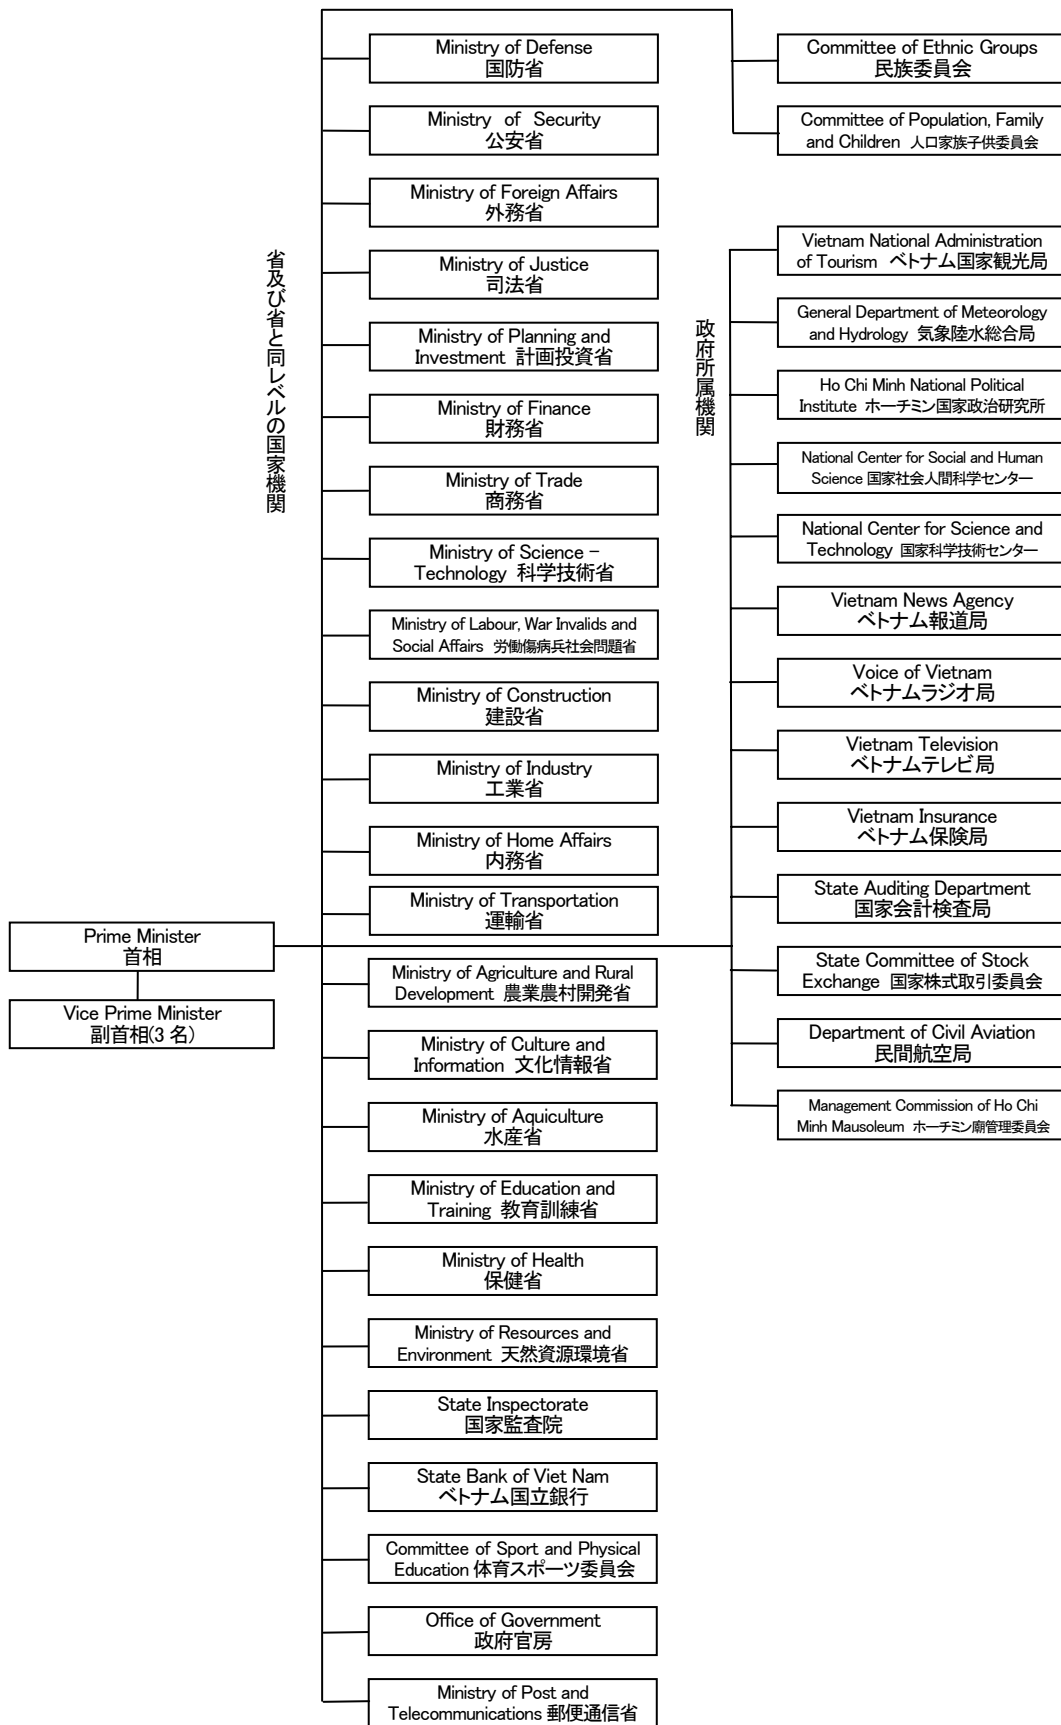 Ministry of Defense
国防省
Ministry of Security
公安省
Ministry of Foreign Affairs
外務省
Ministry of Justice
司法省
Ministry of Planning and
Investment 計画投資省
Ministry of Finance
財務省
Ministry of Trade
商務省
Ministry of Science −
Technology 科学技術省
Ministry of Labour, War Invalids and
Social Affairs 労働傷病兵社会問題省
Ministry of Construction
建設省
Ministry of Industry
工業省
Ministry of Home Affairs
内務省
Ministry of Transportation
運輸省
Ministry of Agriculture and Rural
Development 農業農村開発省
Ministry of Culture and
Information 文化情報省
Ministry of Aquiculture
水産省
Ministry of Education and
Training 教育訓練省
Ministry of Health
保健省
Ministry of Resources and
Environment 天然資源環境省
State Inspectorate
国家監査院
State Bank of Viet Nam
ベトナム国立銀行
Committee of Sport and Physical
Education 体育スポーツ委員会
Office of Government
政府官房
Ministry of Post and
Telecommunications 郵便通信省
省及び省と同レベルの国家機関
Prime Minister
首相
Vice Prime Minister
副首相(3 名)
Committee of Ethnic Groups
民族委員会
Committee of Population, Family
and Children 人口家族子供委員会
政府所属機関
Vietnam National Administration
of Tourism ベトナム国家観光局
General Department of Meteorology
and Hydrology 気象陸水総合局
Ho Chi Minh National Political
Institute ホーチミン国家政治研究所
National Center for Social and Human
Science 国家社会人間科学センター
National Center for Science and
Technology 国家科学技術センター
Vietnam News Agency
ベトナム報道局
Voice of Vietnam
ベトナムラジオ局
Vietnam Television
ベトナムテレビ局
Vietnam Insurance
ベトナム保険局
State Auditing Department
国家会計検査局
State Committee of Stock
Exchange 国家株式取引委員会
Department of Civil Aviation
民間航空局
Management Commission of Ho Chi
Minh Mausoleum ホーチミン廟管理委員会